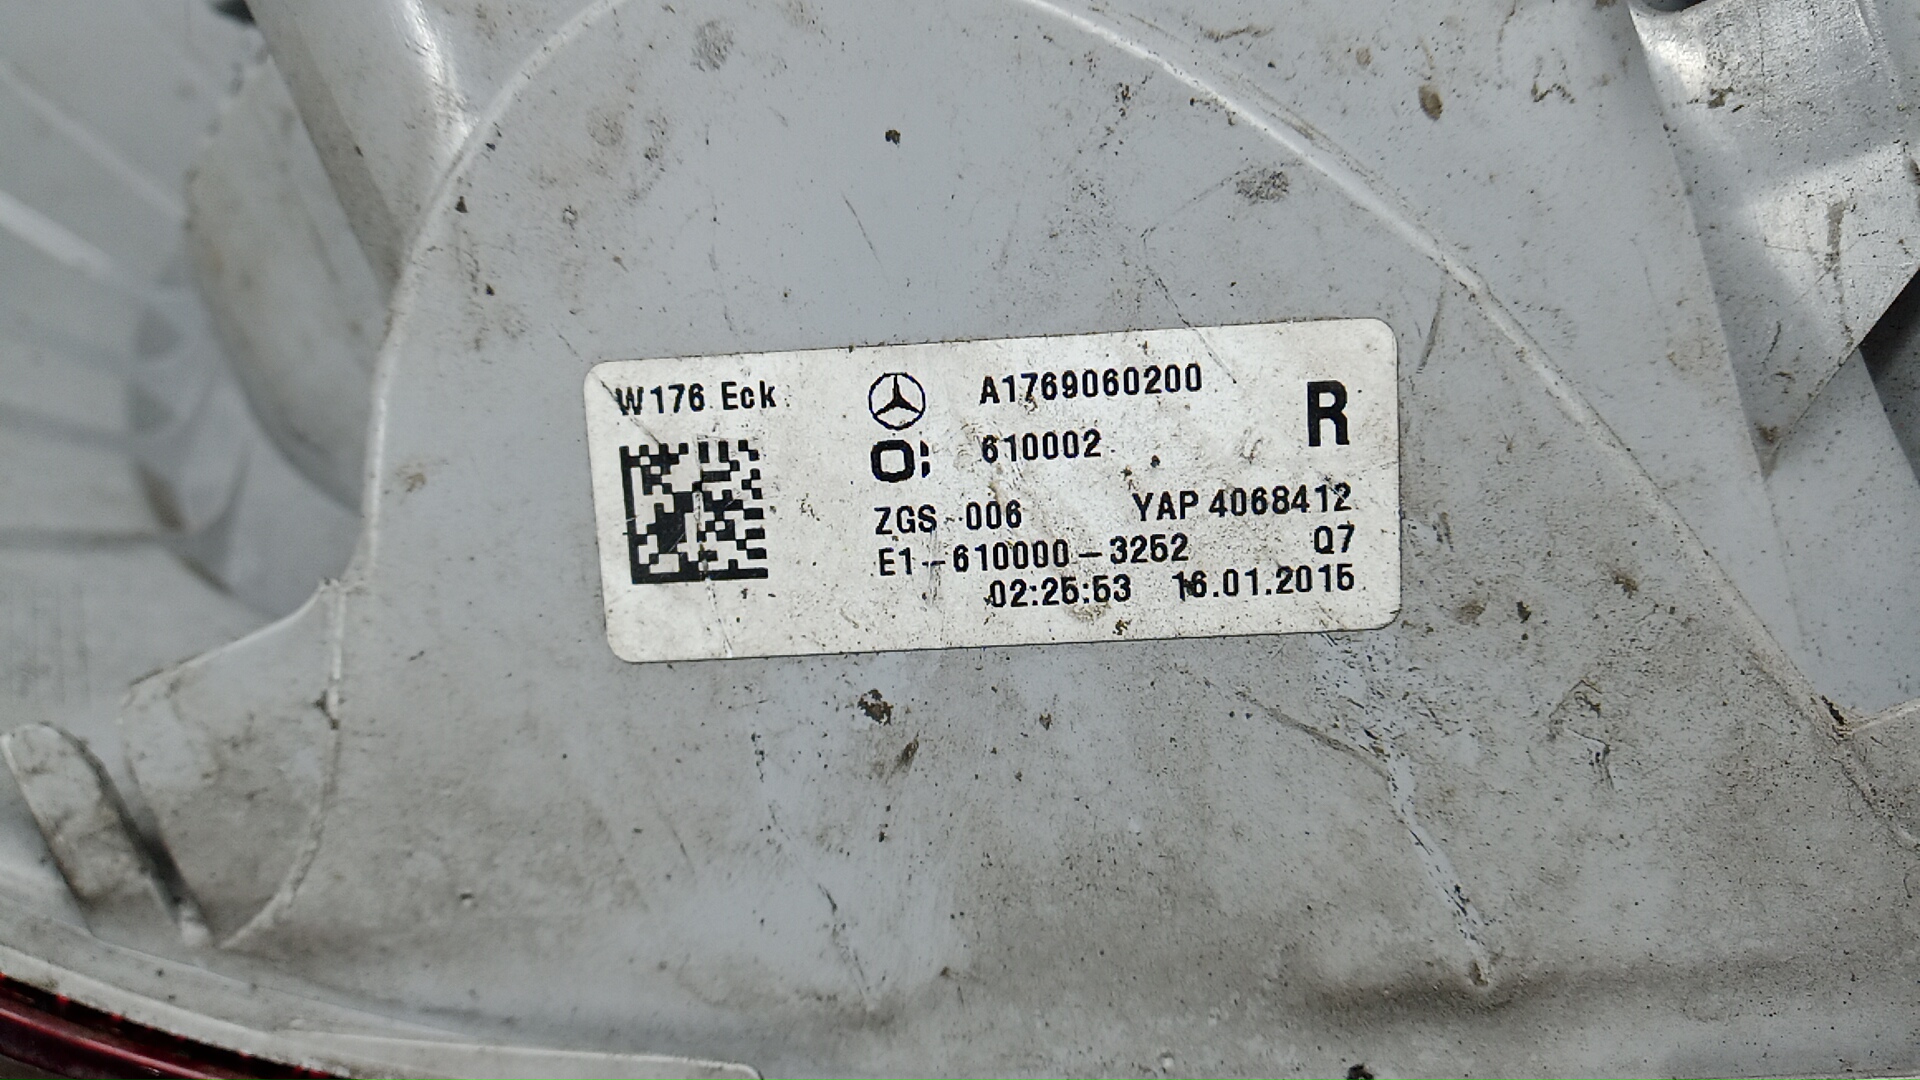 W176 Eck
A1769060200
R
610002
ZGS 006 YAP 4068412
E1-610000-3252 Q7
02:25:53 16.01.2015